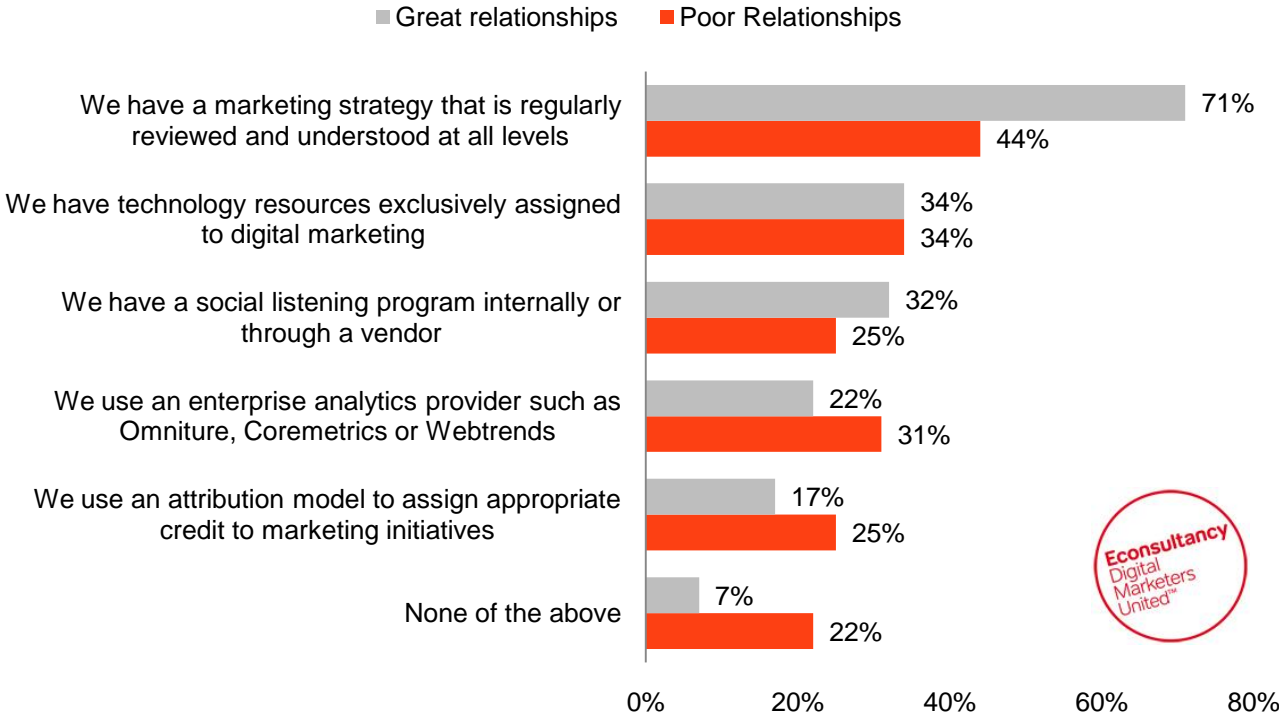 Great relationships
Poor Relationships
We have a marketing strategy that is regularly
reviewed and understood at all levels
71%
44%
We have technology resources exclusively assigned
to digital marketing
34%
34%
We have a social listening program internally or
through a vendor
32%
25%
We use an enterprise analytics provider such as
Omniture, Coremetrics or Webtrends
22%
31%
We use an attribution model to assign appropriate
credit to marketing initiatives
17%
25%
None of the above
7%
22%
Econsultancy
Digital
Marketers
United™
0%
20%
40%
60%
80%